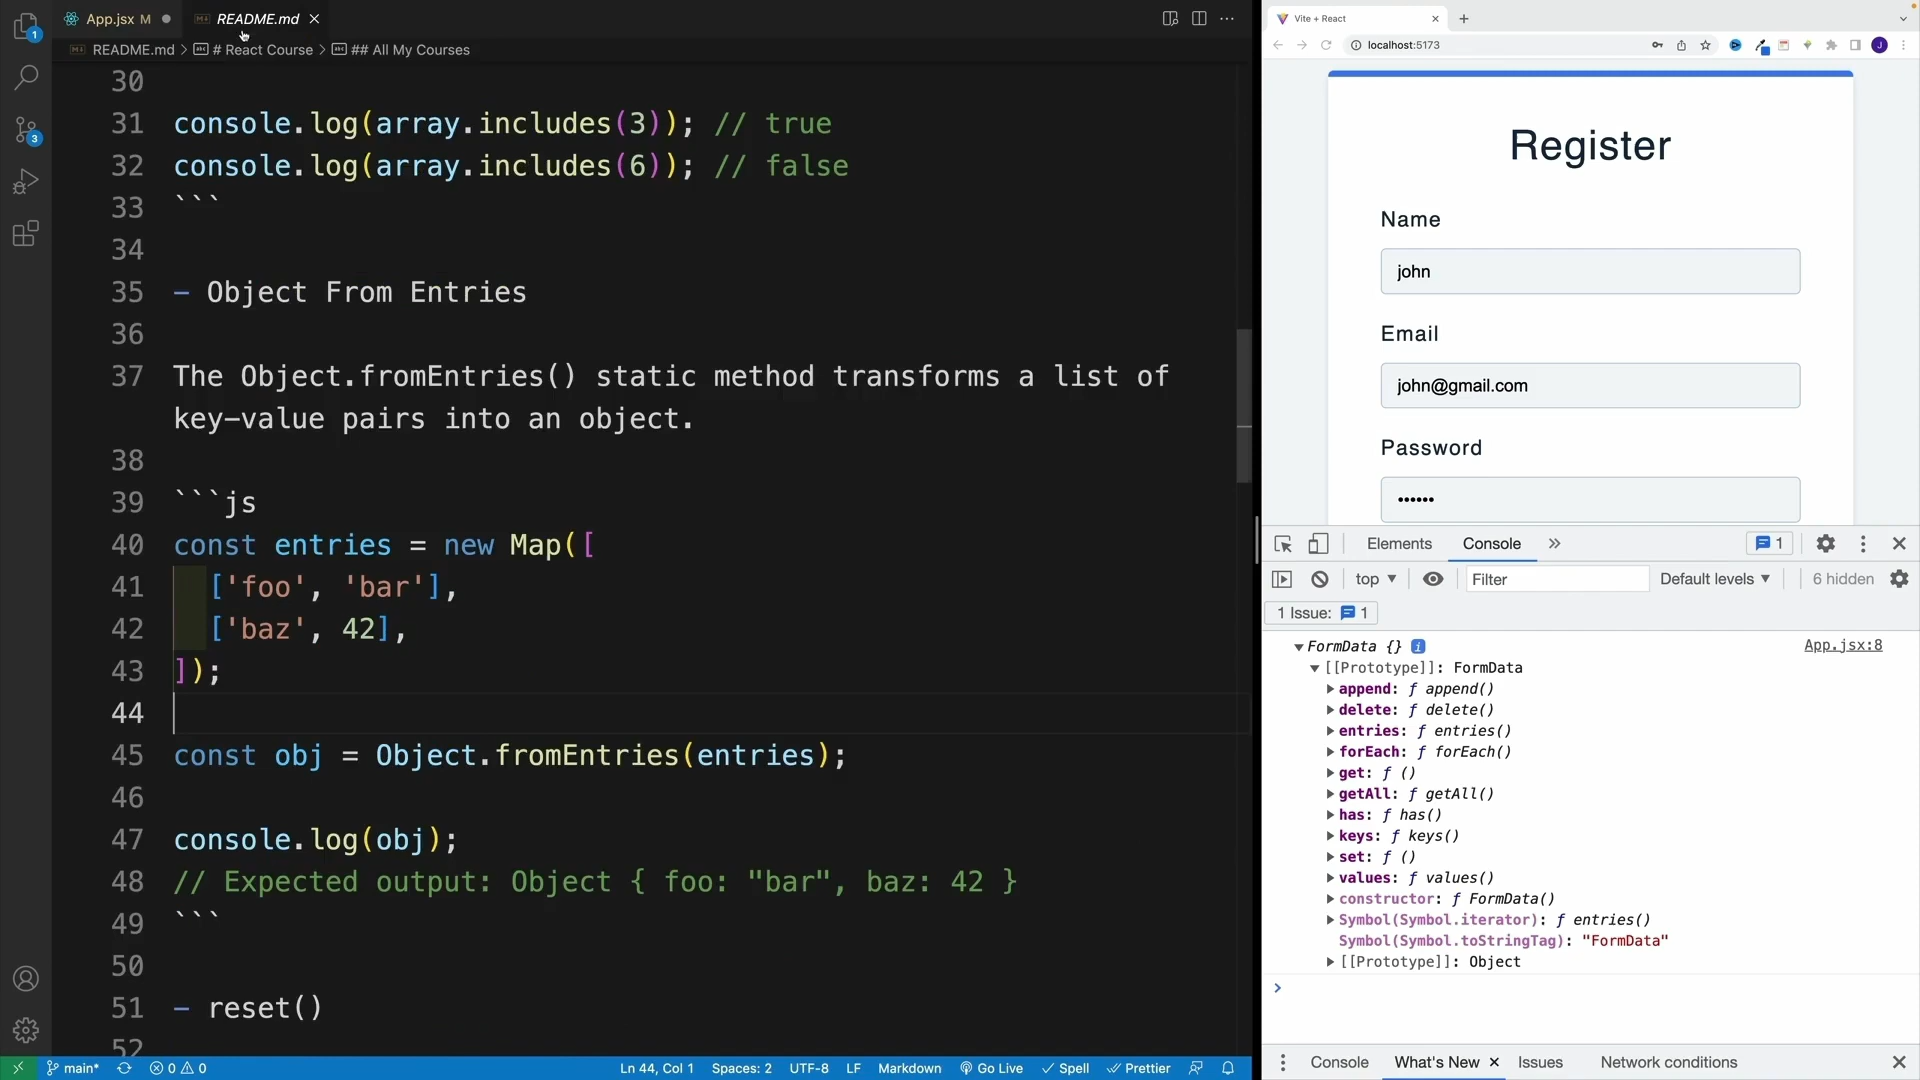 App.jsx M
README.md
README.md > # React Course > ## All My Courses
30
31 console.log(array.includes(3)); // true
32 console.log(array.includes(6)); // false
33 ```
34
35 - Object From Entries
36
37 The Object.fromEntries() static method transforms a list of
key-value pairs into an object.
38
39 ```js
40 const entries = new Map([
41 ['foo', 'bar'],
42 ['baz', 42],
43 ]);
44
45 const obj = Object.fromEntries(entries);
46
47 console.log(obj);
48 // Expected output: Object { foo: "bar", baz: 42 }
49 ```
50
51 - reset()
52
1
3
main* 0 0 Ln 44, Col 1 Spaces: 2 UTF-8 LF Markdown Go Live Spell Prettier
Vite + React
localhost:5173
J
Register
Name
john
Email
john@gmail.com
Password
••••••
Elements Console 1
top Filter Default levels 6 hidden
1 Issue: 1
FormData {} i App.jsx:8
[[Prototype]]: FormData
append: ƒ append()
delete: ƒ delete()
entries: ƒ entries()
forEach: ƒ forEach()
get: ƒ ()
getAll: ƒ getAll()
has: ƒ has()
keys: ƒ keys()
set: ƒ ()
values: ƒ values()
constructor: ƒ FormData()
Symbol(Symbol.iterator): ƒ entries()
Symbol(Symbol.toStringTag): "FormData"
[[Prototype]]: Object
>
Console What's New Issues Network conditions